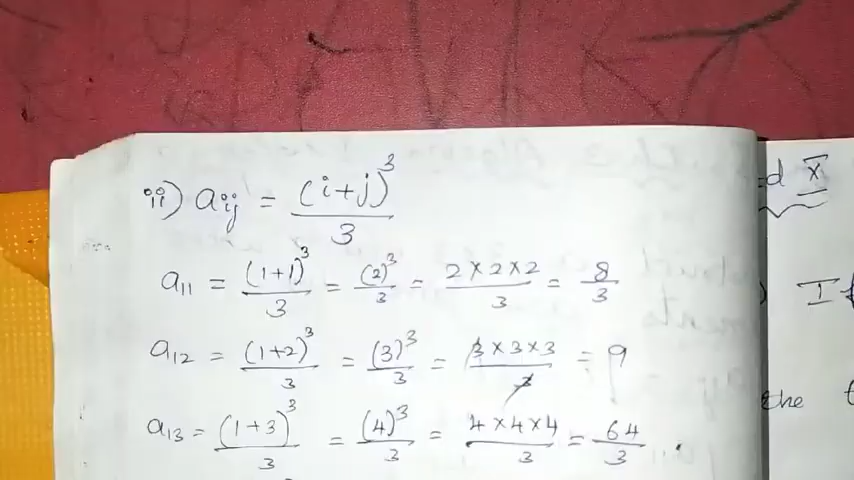 ii) aij = (i+j)³/3
a11 = (1+1)³/3 = (2)³/3 = 2×2×2/3 = 8/3
a12 = (1+2)³/3 = (3)³/3 = 3×3×3/3 = 9
a13 = (1+3)³/3 = (4)³/3 = 4×4×4/3 = 64/3
X
the